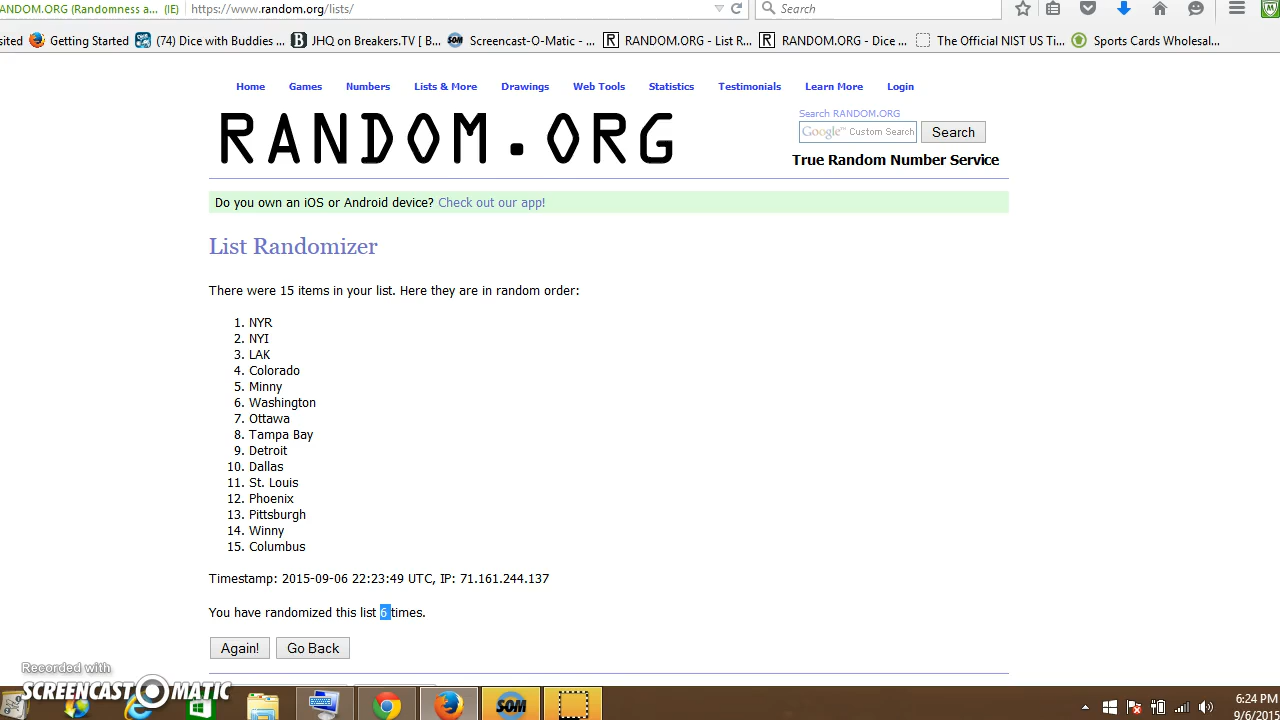 ANDOM.ORG (Randomness a... (IE) https://www.random.org/lists/ Search
sited Getting Started (74) Dice with Buddies ... JHQ on Breakers.TV [ B... Screencast-O-Matic - ... RANDOM.ORG - List R... RANDOM.ORG - Dice ... The Official NIST US Ti... Sports Cards Wholesal...
Home Games Numbers Lists & More Drawings Web Tools Statistics Testimonials Learn More Login
RANDOM.ORG
Search RANDOM.ORG
Google™ Custom Search Search
True Random Number Service
Do you own an iOS or Android device? Check out our app!
List Randomizer
There were 15 items in your list. Here they are in random order:
1. NYR
2. NYI
3. LAK
4. Colorado
5. Minny
6. Washington
7. Ottawa
8. Tampa Bay
9. Detroit
10. Dallas
11. St. Louis
12. Phoenix
13. Pittsburgh
14. Winny
15. Columbus
Timestamp: 2015-09-06 22:23:49 UTC, IP: 71.161.244.137
You have randomized this list 6 times.
Again! Go Back
Recorded with
SCREENCAST-O-MATIC
SOM
6:24 PM
9/6/2015